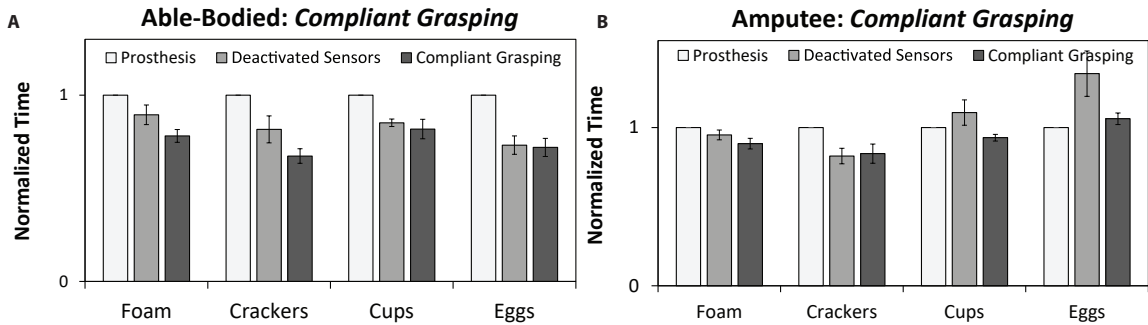 A
Able-Bodied: Compliant Grasping
Prosthesis Deactivated Sensors Compliant Grasping
Normalized Time
1
0
Foam Crackers Cups Eggs
B
Amputee: Compliant Grasping
Prosthesis Deactivated Sensors Compliant Grasping
Normalized Time
1
0
Foam Crackers Cups Eggs